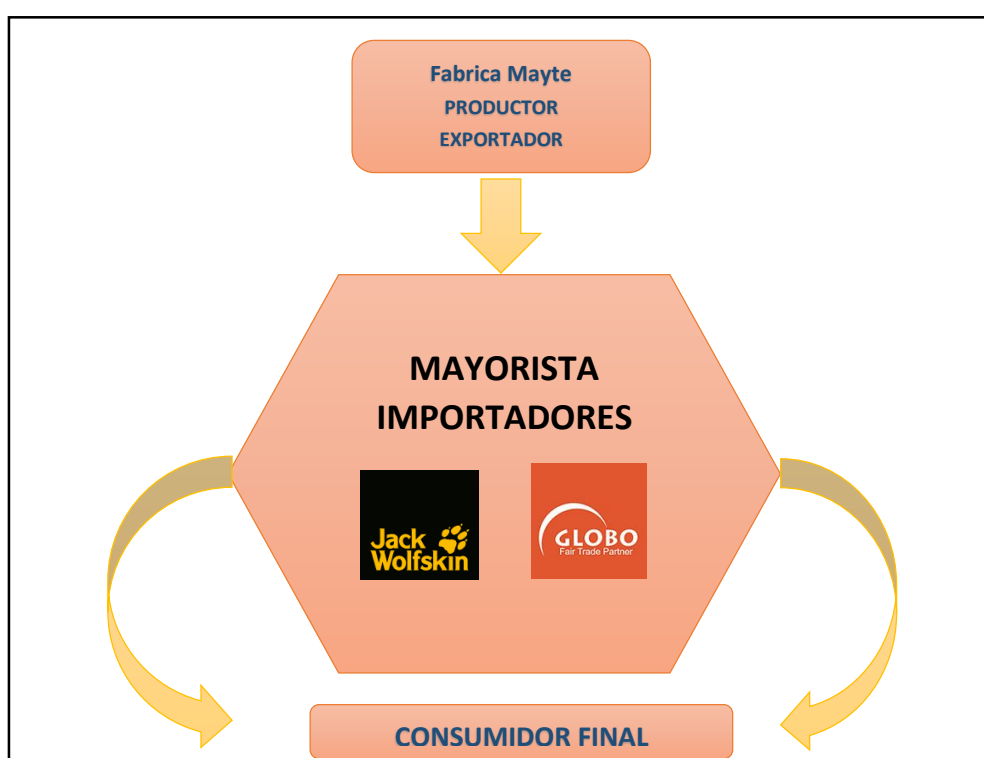 Fabrica Mayte
PRODUCTOR
EXPORTADOR
MAYORISTA
IMPORTADORES
Jack
Wolfskin
GLOBO
Fair Trade Partner
CONSUMIDOR FINAL